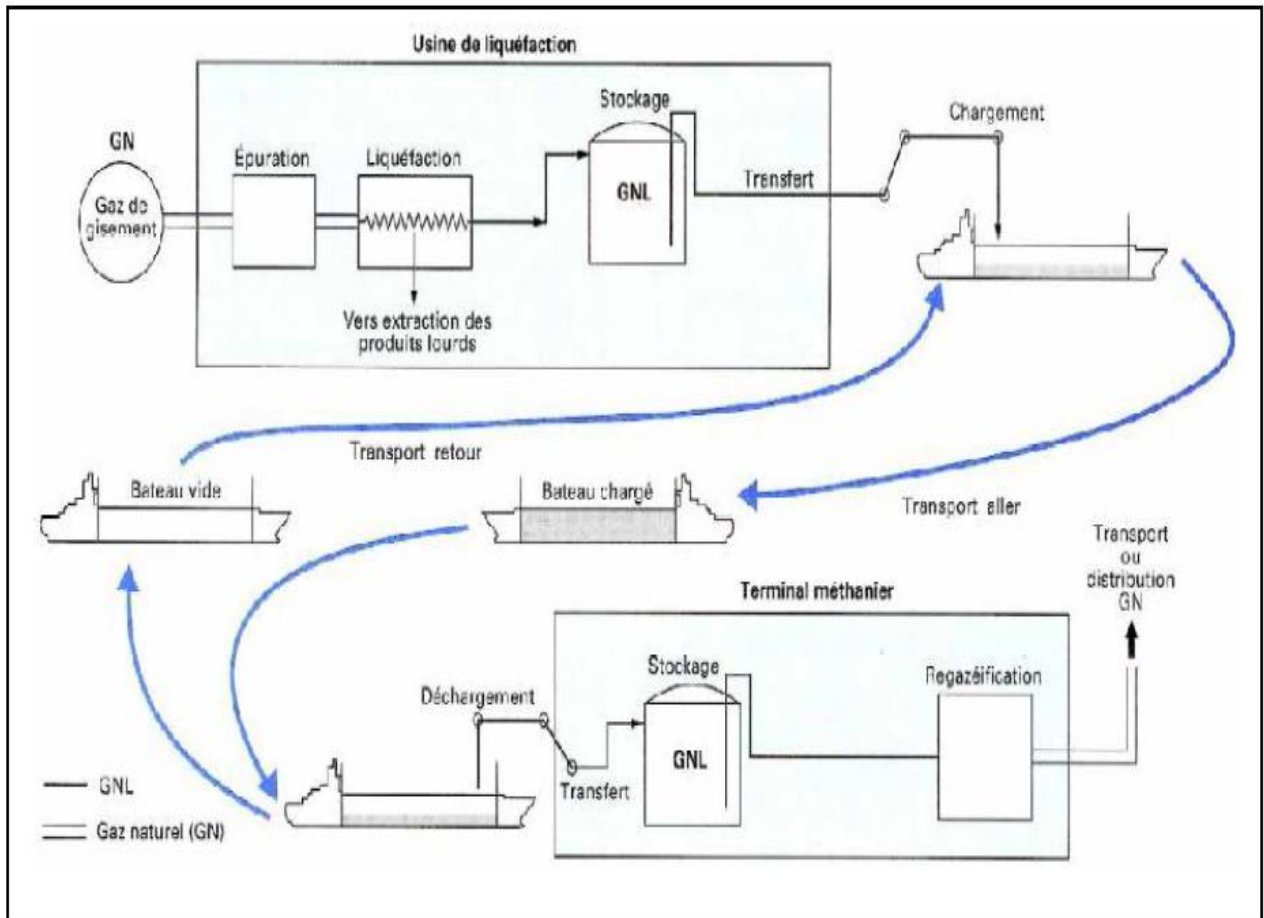 Usine de liquéfaction
GN
Gaz de
gisement
Épuration
Liquéfaction
Vers extraction des
produits lourds
Stockage
GNL
Transfert
Chargement
Transport retour
Bateau vide
Bateau chargé
Transport aller
Transport
ou
distribution
GN
Terminal méthanier
Déchargement
Transfert
Stockage
GNL
Regazéification
GNL
Gaz naturel (GN)